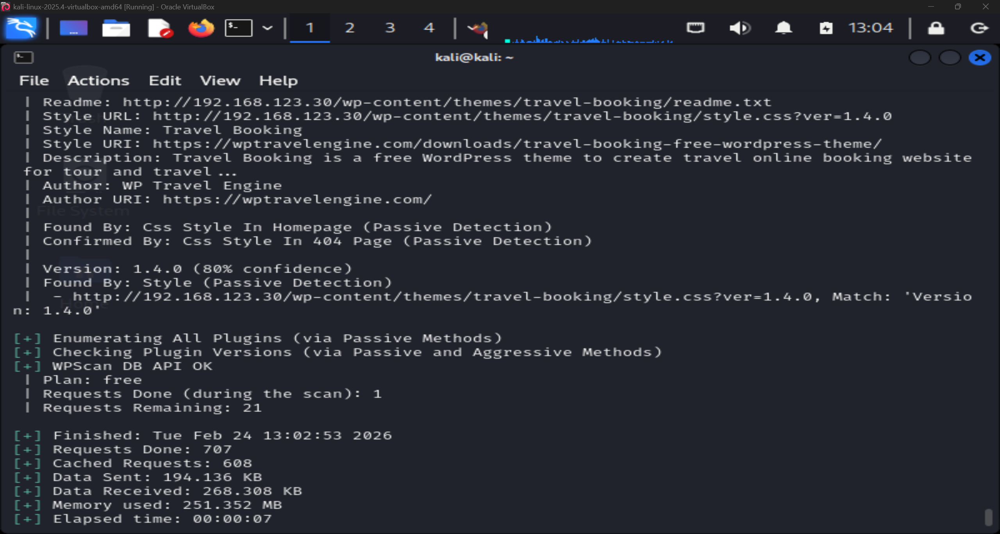 kali-linux-2025.4-virtualbox-amd64 [Running] - Oracle VirtualBox
1 2 3 4 13:04
kali@kali: ~
File Actions Edit View Help
| Readme: http://192.168.123.30/wp-content/themes/travel-booking/readme.txt
| Style URL: http://192.168.123.30/wp-content/themes/travel-booking/style.css?ver=1.4.0
| Style Name: Travel Booking
| Style URI: https://wptravelengine.com/downloads/travel-booking-free-wordpress-theme/
| Description: Travel Booking is a free WordPress theme to create travel online booking website
for tour and travel ...
| Author: WP Travel Engine
| Author URI: https://wptravelengine.com/
|
File System
| Found By: Css Style In Homepage (Passive Detection)
| Confirmed By: Css Style In 404 Page (Passive Detection)
|
| Version: 1.4.0 (80% confidence)
| Found By: Style (Passive Detection)
|  - http://192.168.123.30/wp-content/themes/travel-booking/style.css?ver=1.4.0, Match: 'Versio
n: 1.4.0'
Home
[+] Enumerating All Plugins (via Passive Methods)
[+] Checking Plugin Versions (via Passive and Aggressive Methods)
[+] WPScan DB API OK
| Plan: free
| Requests Done (during the scan): 1
| Requests Remaining: 21
[+] Finished: Tue Feb 24 13:02:53 2026
[+] Requests Done: 707
[+] Cached Requests: 608
[+] Data Sent: 194.136 KB
[+] Data Received: 268.308 KB
[+] Memory used: 251.352 MB
[+] Elapsed time: 00:00:07